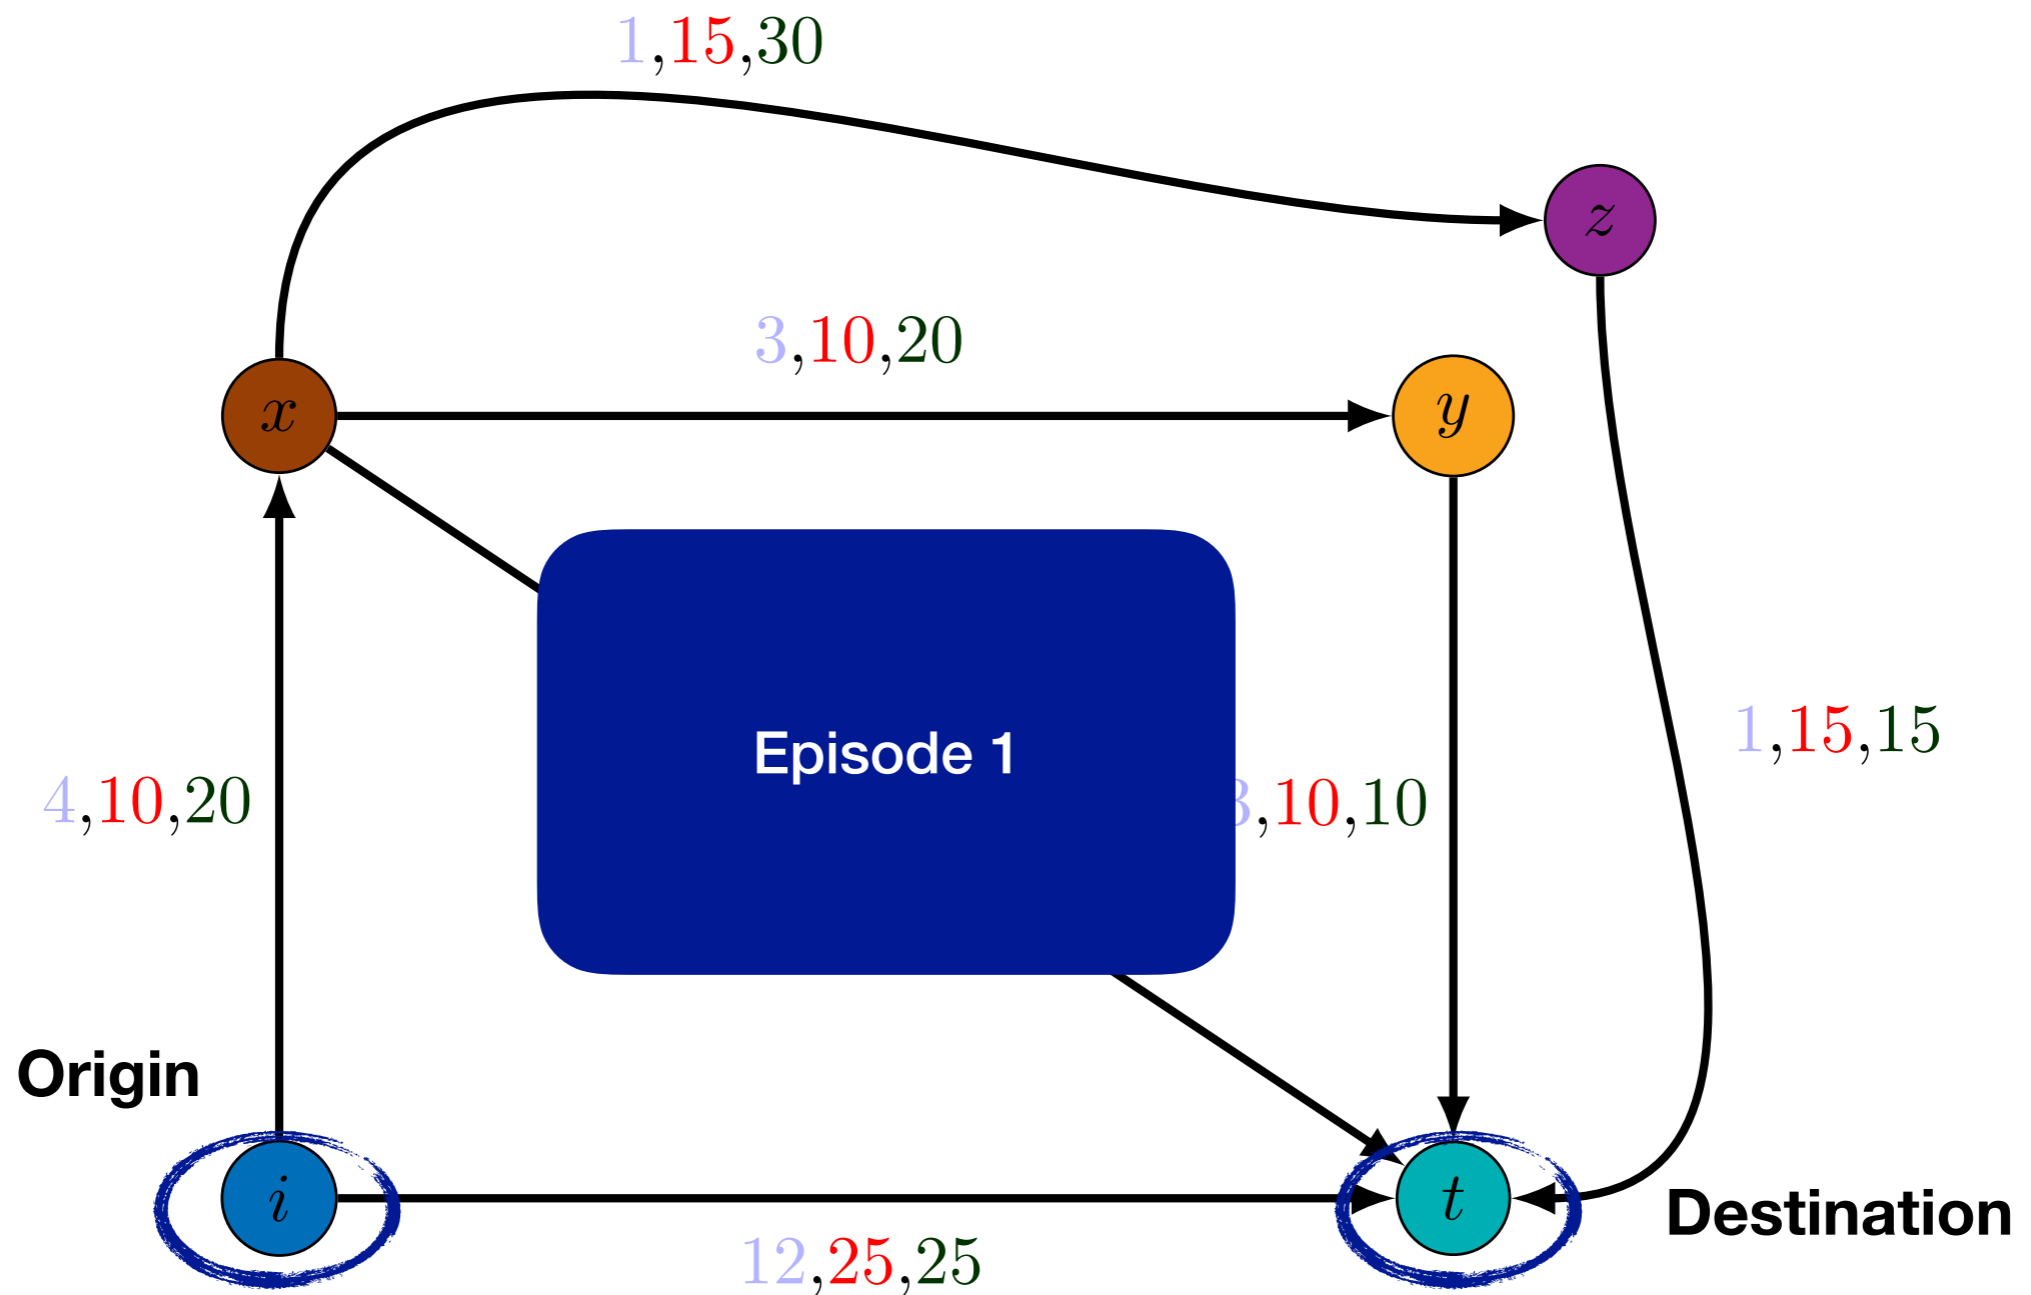 1,15,30
z
3,10,20
x
y
1,15,15
Episode 1
4,10,20
3,10,10
Origin
i
t
Destination
12,25,25